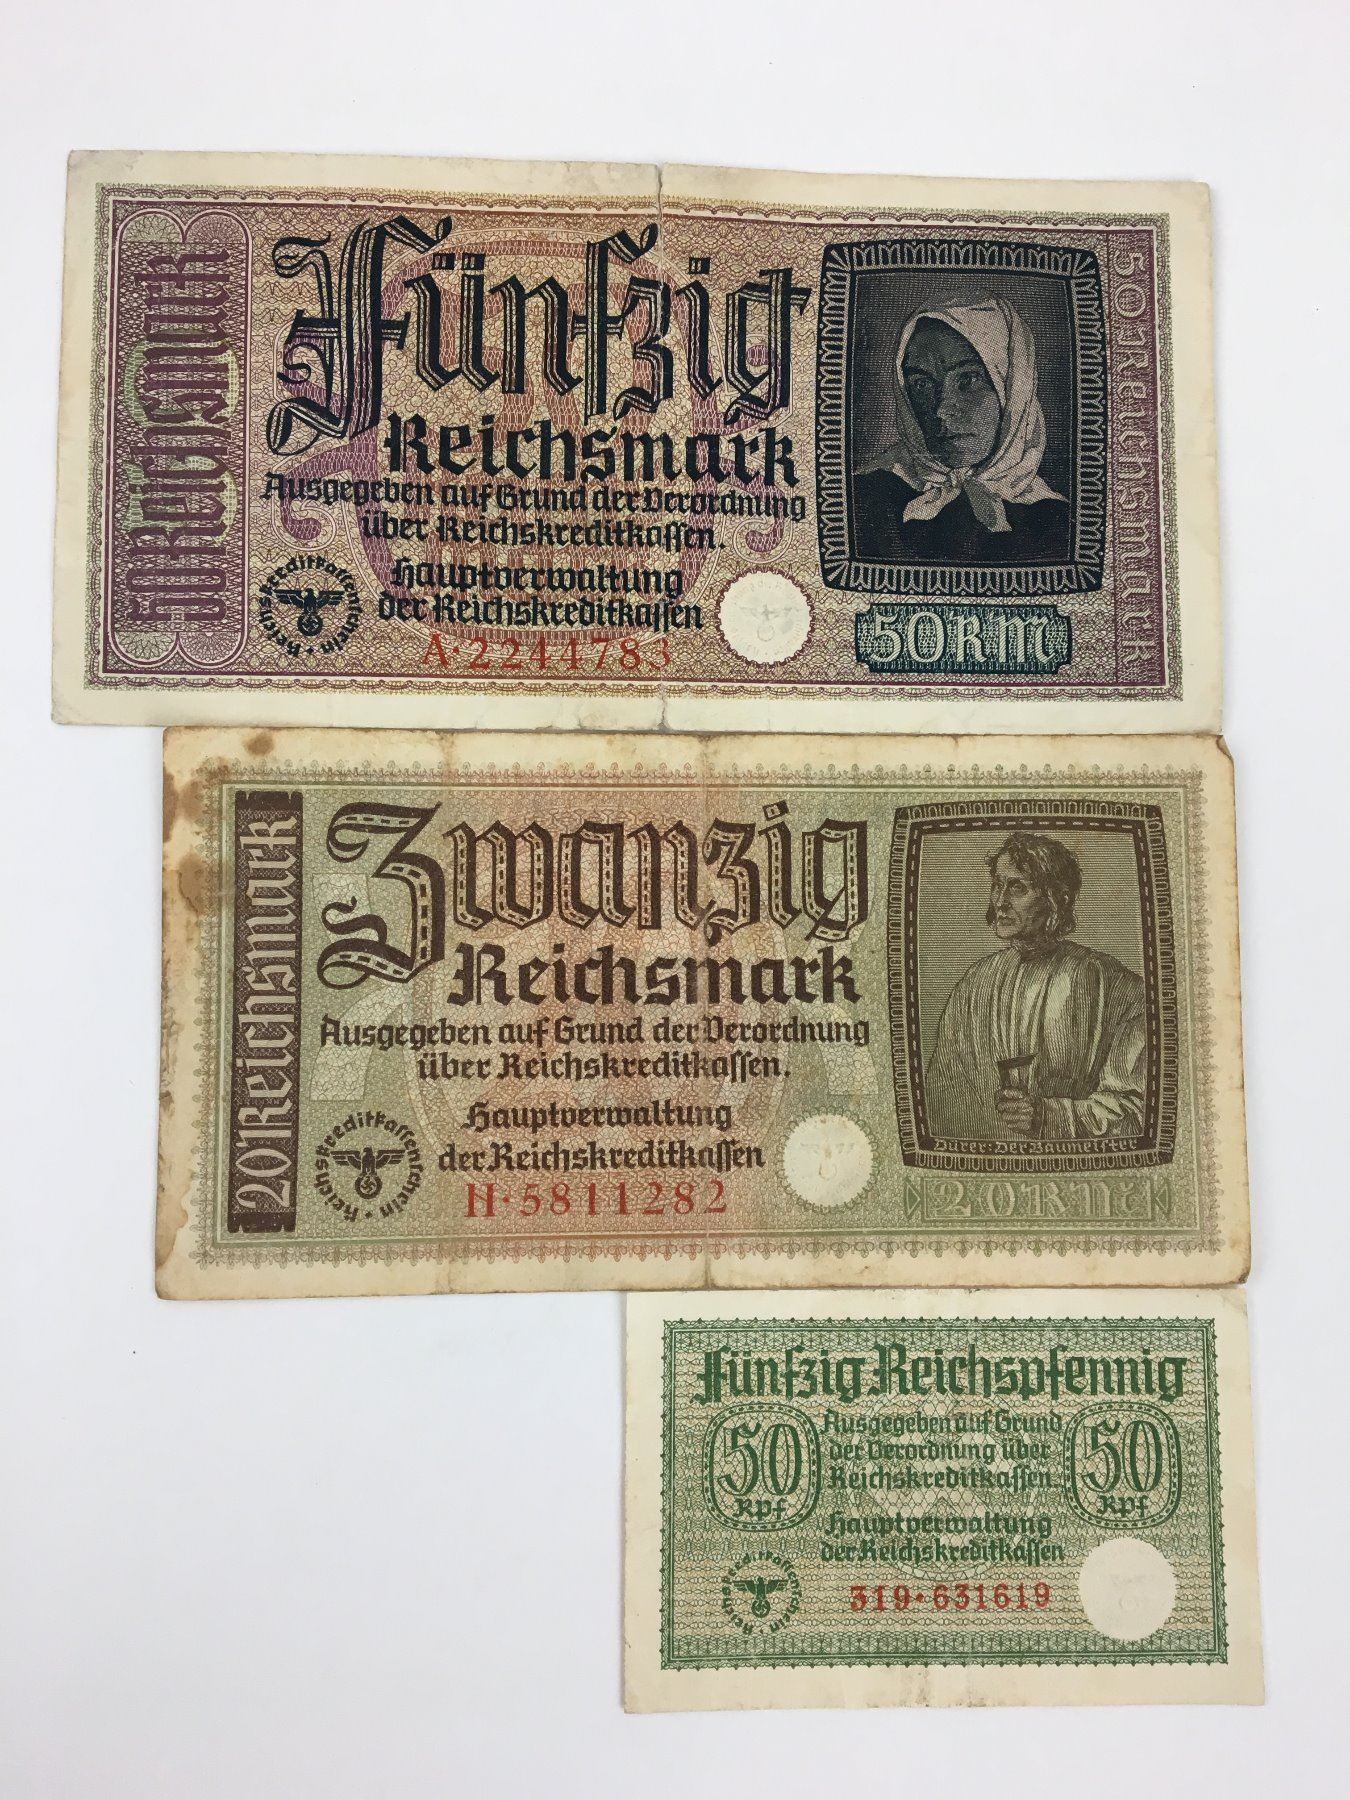 50 Reichsmark
Fünfzig
Reichsmark
Ausgegeben auf Grund der Verordnung
über Reichskreditkassen.
Hauptverwaltung
der Reichskreditkassen
Reichskreditkassenschein
A·2244783
50 RM
50 Reichsmark
20 Reichsmark
Zwanzig
Reichsmark
Ausgegeben auf Grund der Verordnung
über Reichskreditkassen.
Hauptverwaltung
der Reichskreditkassen
Reichskreditkassenschein
H·5811282
Dürer: Der Baumeister
20 RM
Fünfzig Reichspfennig
50
Rpf
Ausgegeben auf Grund
der Verordnung über
Reichskreditkassen.
Hauptverwaltung
der Reichskreditkassen
50
Rpf
Reichskreditkassenschein
319·631619